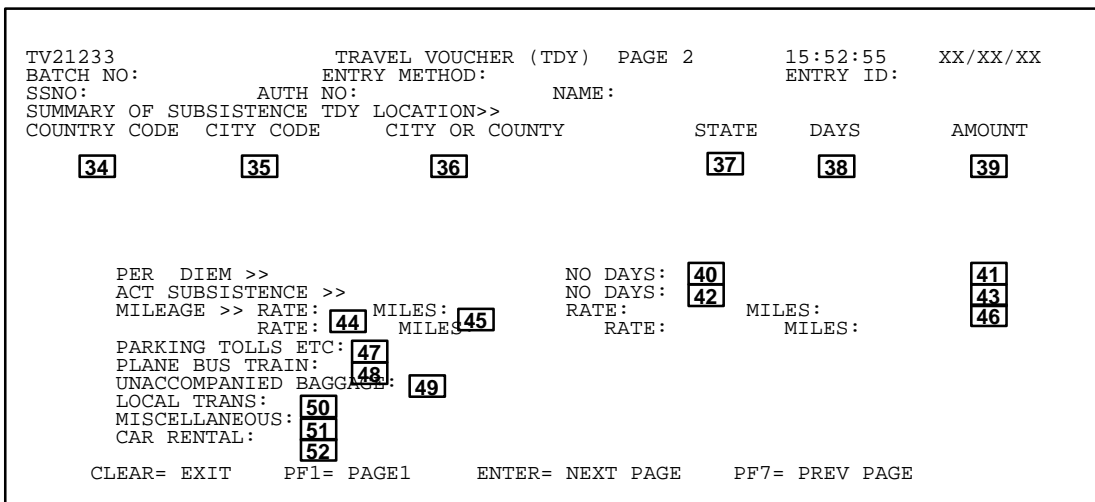 TV21233 TRAVEL VOUCHER (TDY) PAGE 2 15:52:55 XX/XX/XX
BATCH NO: ENTRY METHOD: ENTRY ID:
SSNO: AUTH NO: NAME:
SUMMARY OF SUBSISTENCE TDY LOCATION>>
COUNTRY CODE CITY CODE CITY OR COUNTY STATE DAYS AMOUNT
34 35 36 37 38 39
PER DIEM >> NO DAYS: 40 41
ACT SUBSISTENCE >> NO DAYS: 42 43
MILEAGE >> RATE: MILES: RATE: MILES: 46
RATE: 44 MILES: 45 RATE: MILES:
PARKING TOLLS ETC: 47
PLANE BUS TRAIN: 48
UNACCOMPANIED BAGGAGE: 49
LOCAL TRANS: 50
MISCELLANEOUS: 51
CAR RENTAL: 52
CLEAR= EXIT PF1= PAGE1 ENTER= NEXT PAGE PF7= PREV PAGE